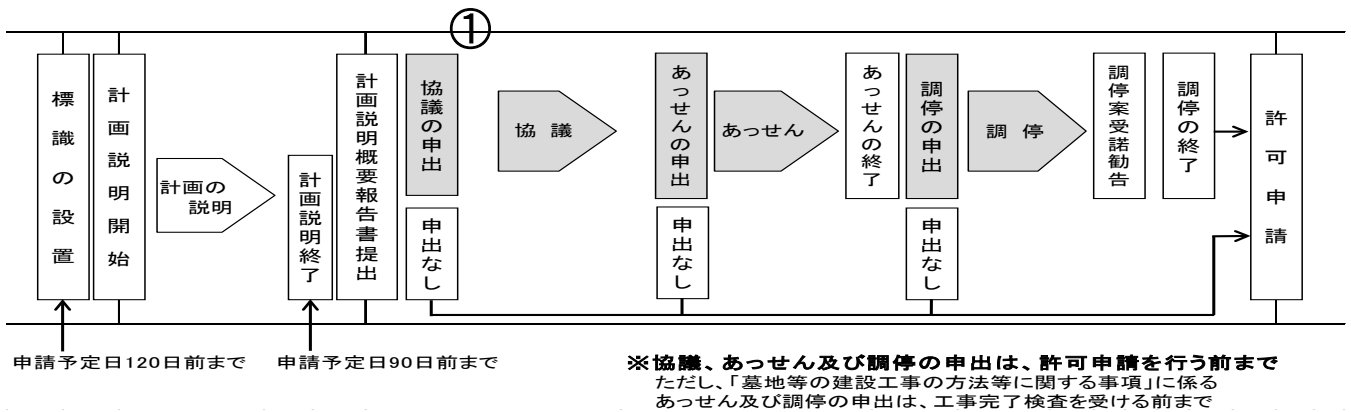 ①
標識の設置
計画説明開始
計画の
説明
計画説明終了
計画説明概要報告書提出
協議の申出
申出なし
協議
あっせんの申出
申出なし
あっせん
あっせんの終了
調停の申出
申出なし
調停
調停案受諾勧告
調停の終了
許可申請
申請予定日120日前まで
申請予定日90日前まで
※協議、あっせん及び調停の申出は、許可申請を行う前まで
ただし、「墓地等の建設工事の方法等に関する事項」に係る
あっせん及び調停の申出は、工事完了検査を受ける前まで